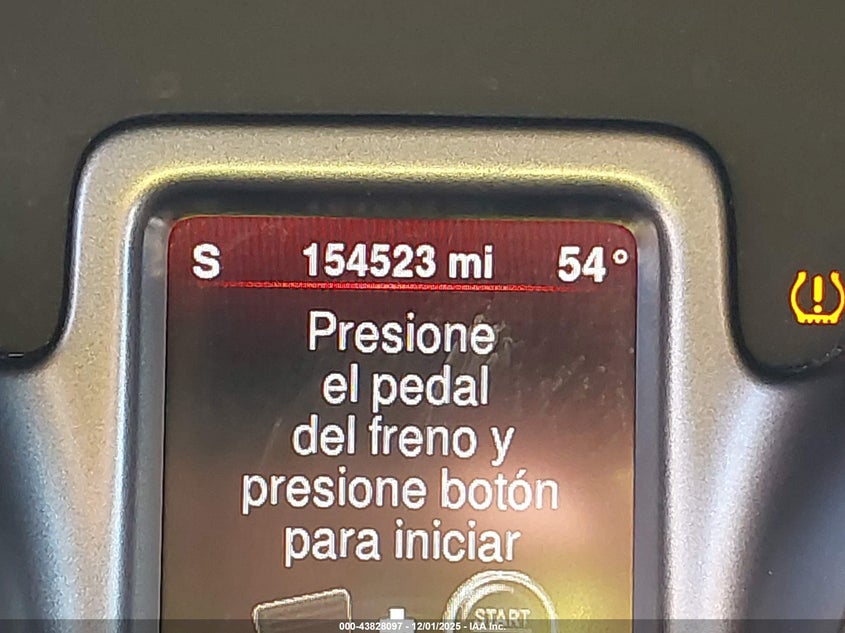 S 154523 mi 54°
Presione
el pedal
del freno y
presione botón
para iniciar
START
000-43828097 - 12/01/2025 - IAA Inc.